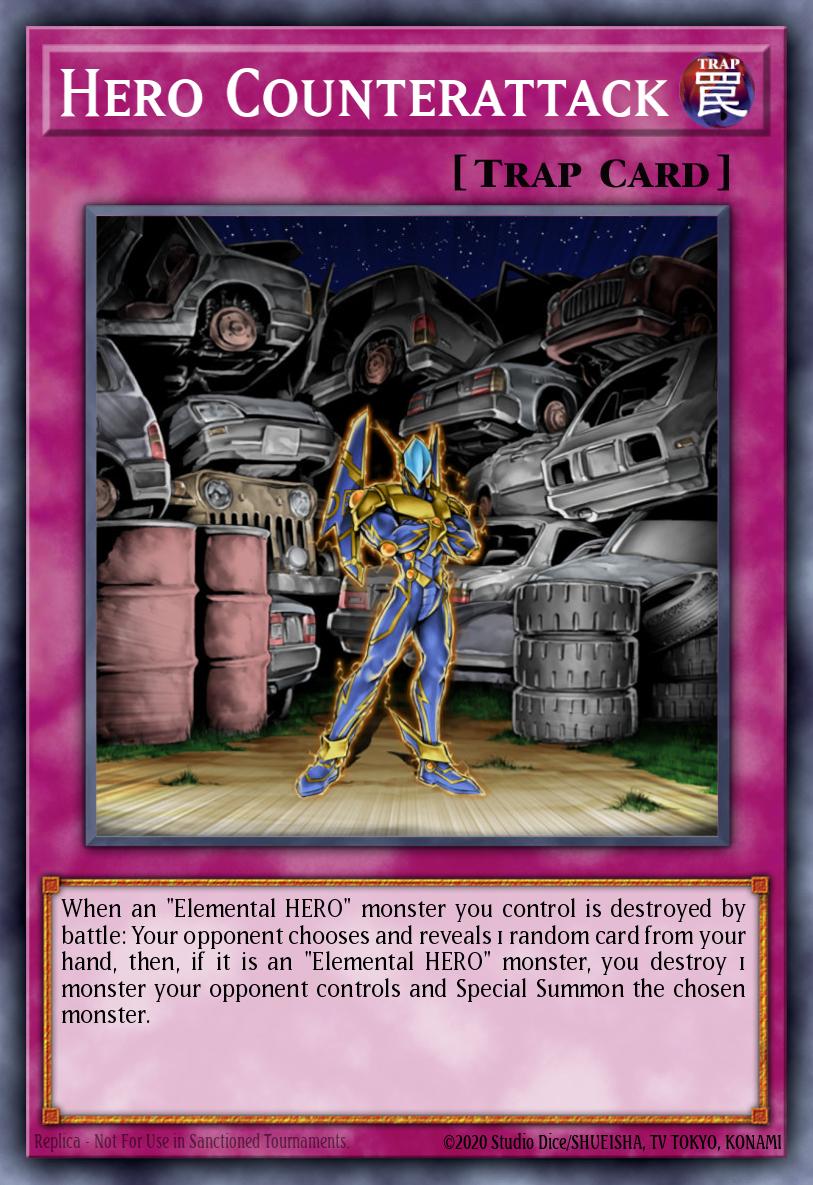 Hero Counterattack
TRAP
罠
[Trap Card]
When an "Elemental HERO" monster you control is destroyed by
battle: Your opponent chooses and reveals 1 random card from your
hand, then, if it is an "Elemental HERO" monster, you destroy 1
monster your opponent controls and Special Summon the chosen
monster.
Replica - Not For Use in Sanctioned Tournaments.
©2020 Studio Dice/SHUEISHA, TV TOKYO, KONAMI